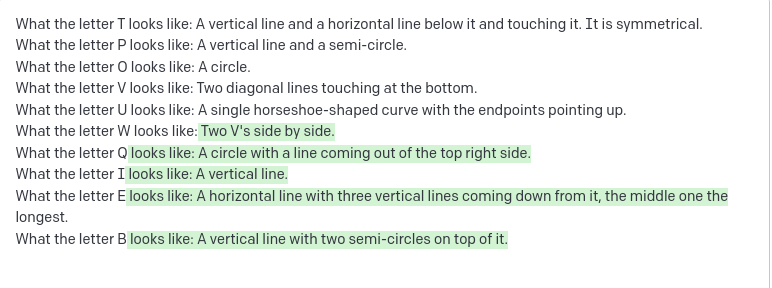 What the letter T looks like: A vertical line and a horizontal line below it and touching it. It is symmetrical.
What the letter P looks like: A vertical line and a semi-circle.
What the letter O looks like: A circle.
What the letter V looks like: Two diagonal lines touching at the bottom.
What the letter U looks like: A single horseshoe-shaped curve with the endpoints pointing up.
What the letter W looks like: Two V's side by side.
What the letter Q looks like: A circle with a line coming out of the top right side.
What the letter I looks like: A vertical line.
What the letter E looks like: A horizontal line with three vertical lines coming down from it, the middle one the
longest.
What the letter B looks like: A vertical line with two semi-circles on top of it.